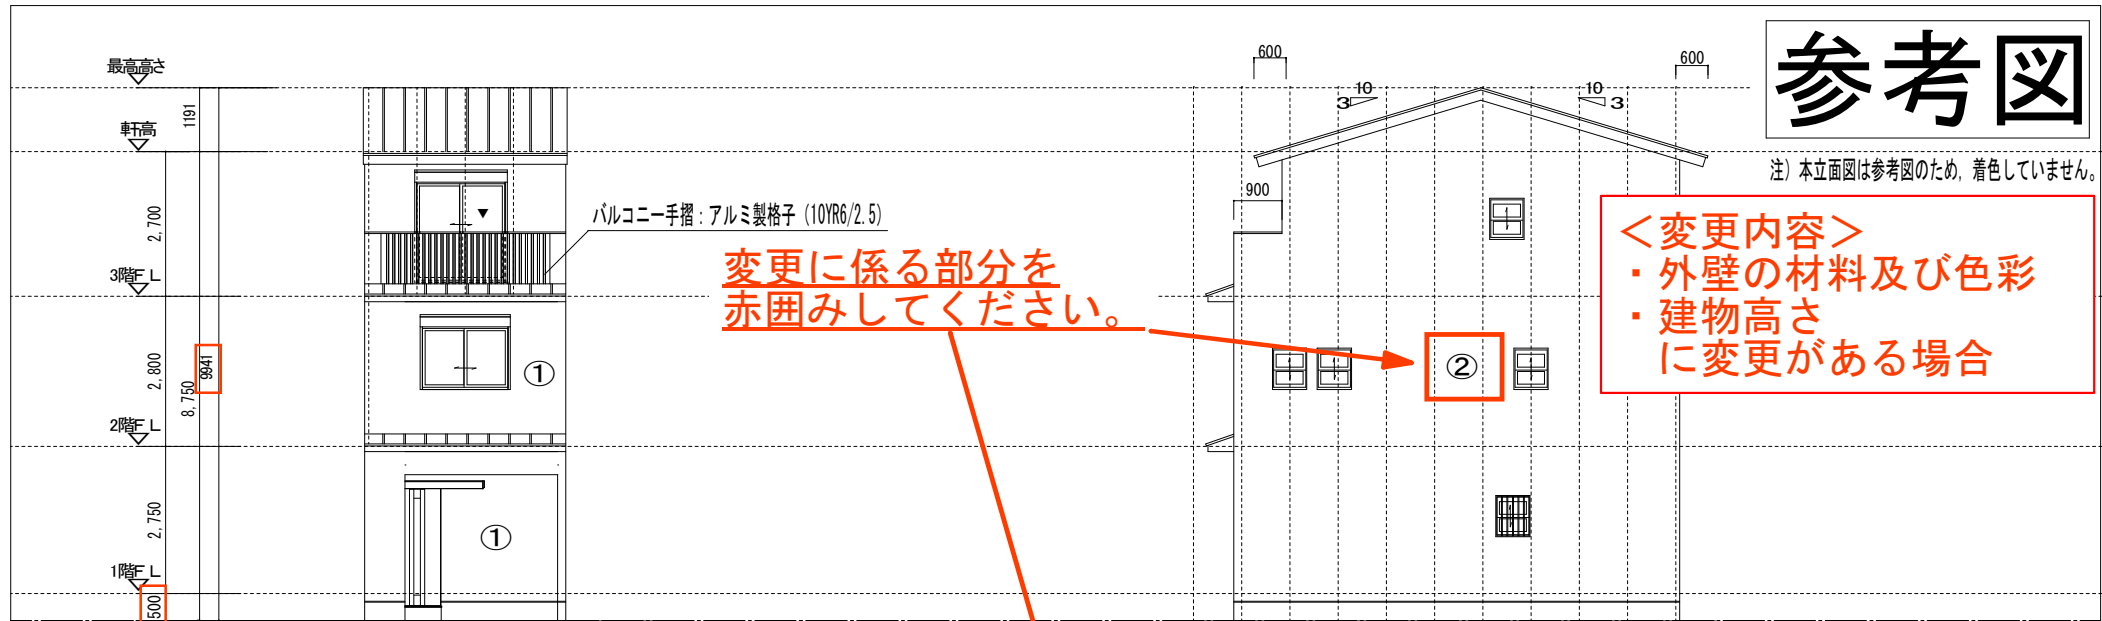 参考図
注）本立面図は参考図のため，着色していません。
＜変更内容＞
・外壁の材料及び色彩
・建物高さ
に変更がある場合
変更に係る部分を
赤囲みしてください。
バルコニー手摺：アルミ製格子（10YR6/2.5）
最高高さ
軒高
3階ＦＬ
2階ＦＬ
1階ＦＬ
1191
2,700
2,800
8,750
9941
2,750
500
①
①
②
600
600
10
3
10
3
900